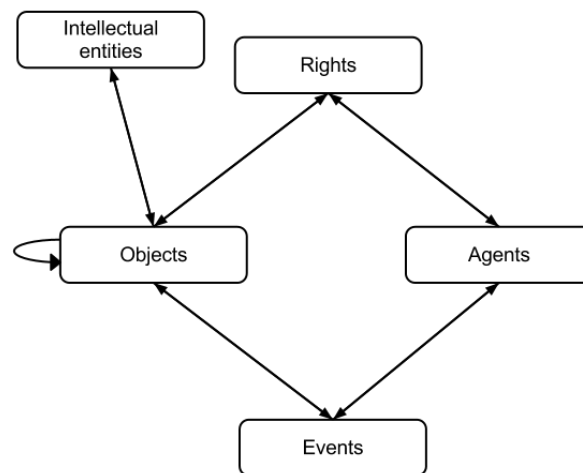 Intellectual
entities
Rights
Objects
Agents
Events